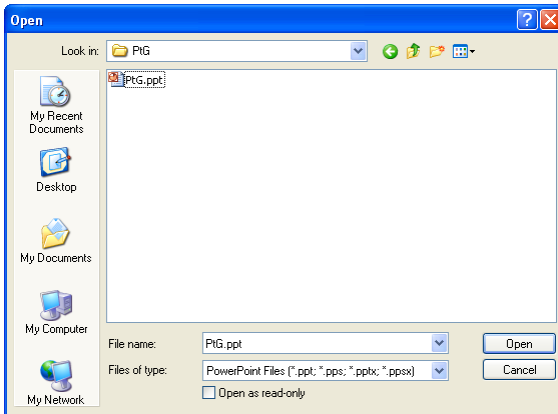 Open
Look in: PtG
PtG.ppt
My Recent
Documents
Desktop
My Documents
My Computer
My Network
File name: PtG.ppt Open
Files of type: PowerPoint Files (*.ppt; *.pps; *.pptx; *.ppsx) Cancel
Open as read-only